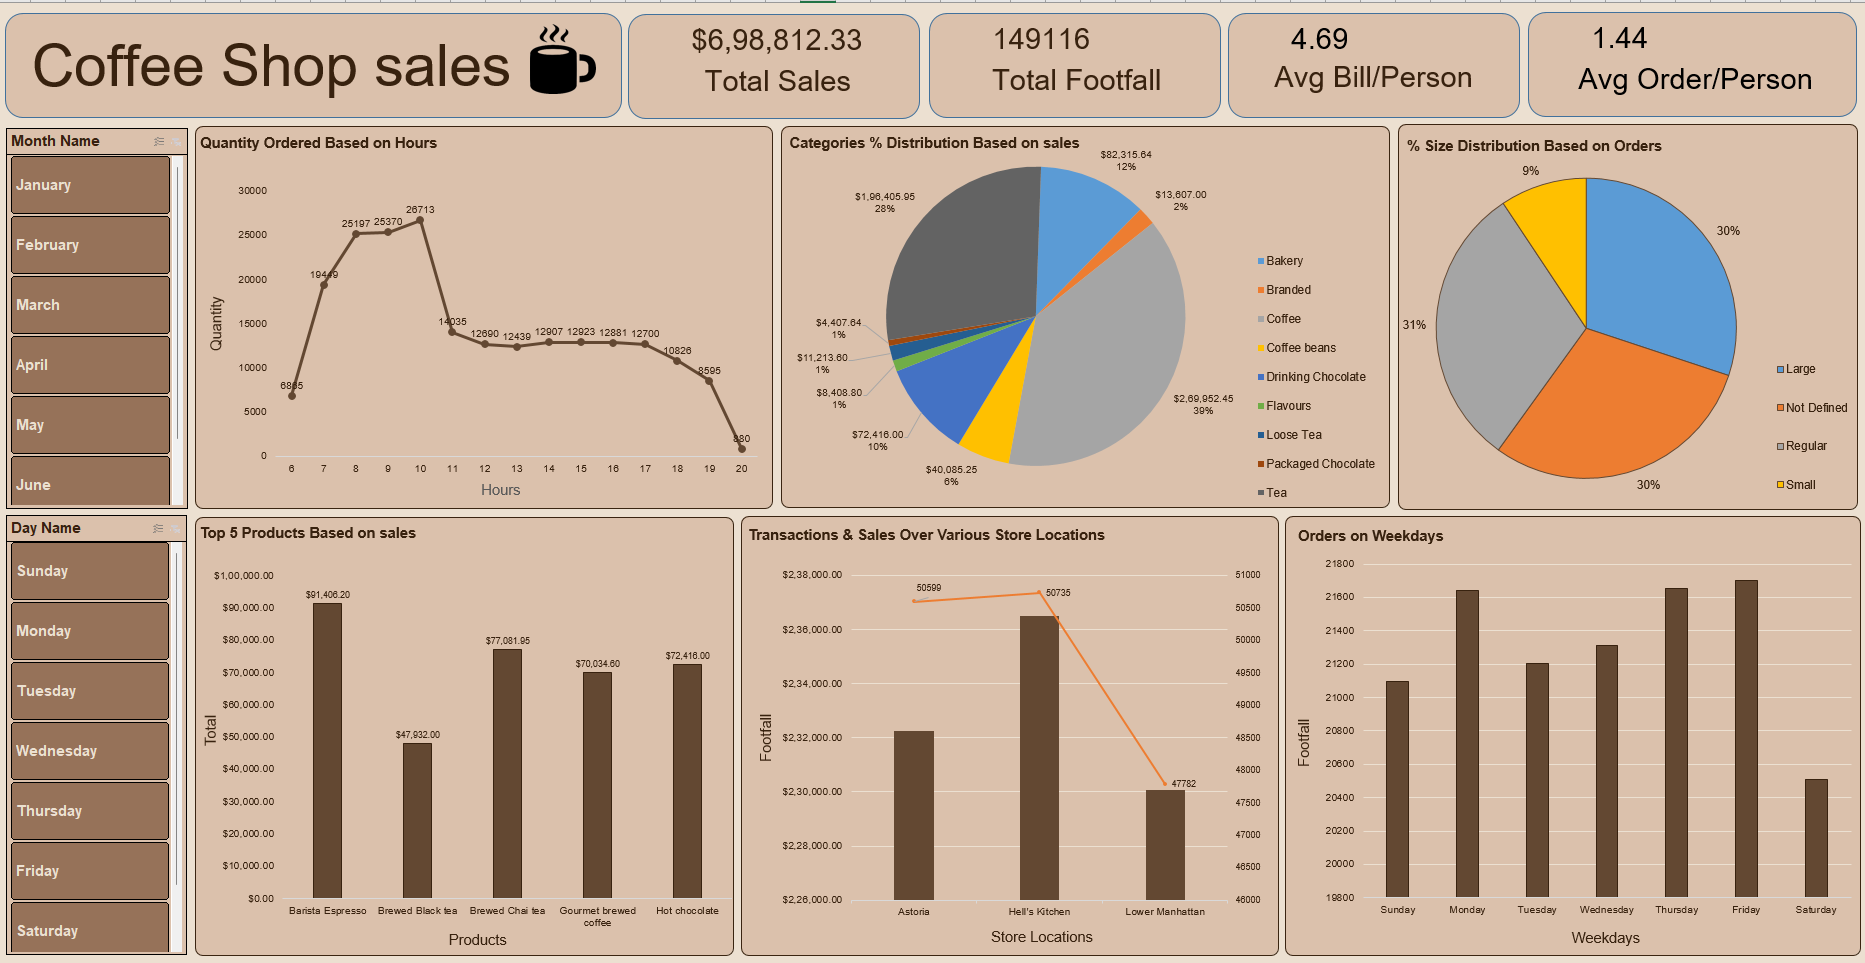 Coffee Shop sales
$6,98,812.33
Total Sales
149116
Total Footfall
4.69
Avg Bill/Person
1.44
Avg Order/Person
Month Name
January
February
March
April
May
June
Quantity Ordered Based on Hours
Quantity
30000
25000
20000
15000
10000
5000
0
6865
19449
25197
25370
26713
14035
12690
12439
12907
12923
12881
12700
10826
8595
880
6 7 8 9 10 11 12 13 14 15 16 17 18 19 20
Hours
Categories % Distribution Based on sales
$82,315.64
12%
$13,607.00
2%
$2,69,952.45
39%
$40,085.25
6%
$72,416.00
10%
$8,408.80
1%
$11,213.60
1%
$4,407.64
1%
$1,96,405.95
28%
Bakery
Branded
Coffee
Coffee beans
Drinking Chocolate
Flavours
Loose Tea
Packaged Chocolate
Tea
% Size Distribution Based on Orders
9%
30%
31%
30%
Large
Not Defined
Regular
Small
Day Name
Sunday
Monday
Tuesday
Wednesday
Thursday
Friday
Saturday
Top 5 Products Based on sales
Total
$1,00,000.00
$90,000.00
$80,000.00
$70,000.00
$60,000.00
$50,000.00
$40,000.00
$30,000.00
$20,000.00
$10,000.00
$0.00
$91,406.20
$47,932.00
$77,081.95
$70,034.60
$72,416.00
Barista Espresso
Brewed Black tea
Brewed Chai tea
Gourmet brewed
coffee
Hot chocolate
Products
Transactions & Sales Over Various Store Locations
Footfall
$2,38,000.00
$2,36,000.00
$2,34,000.00
$2,32,000.00
$2,30,000.00
$2,28,000.00
$2,26,000.00
50599
50735
47782
51000
50500
50000
49500
49000
48500
48000
47500
47000
46500
46000
Astoria
Hell's Kitchen
Lower Manhattan
Store Locations
Orders on Weekdays
Footfall
21800
21600
21400
21200
21000
20800
20600
20400
20200
20000
19800
Sunday
Monday
Tuesday
Wednesday
Thursday
Friday
Saturday
Weekdays